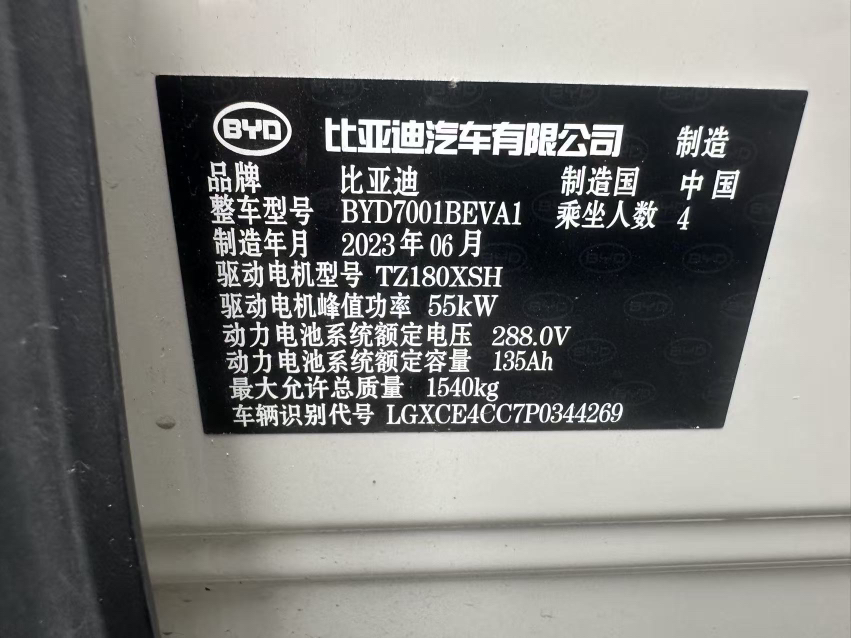 BYD 比亚迪汽车有限公司 制造
品牌 比亚迪 制造国 中国
整车型号 BYD7001BEVA1 乘坐人数 4
制造年月 2023年06月
驱动电机型号 TZ180XSH
驱动电机峰值功率 55kW
动力电池系统额定电压 288.0V
动力电池系统额定容量 135Ah
最大允许总质量 1540kg
车辆识别代号 LGXCE4CC7P0344269